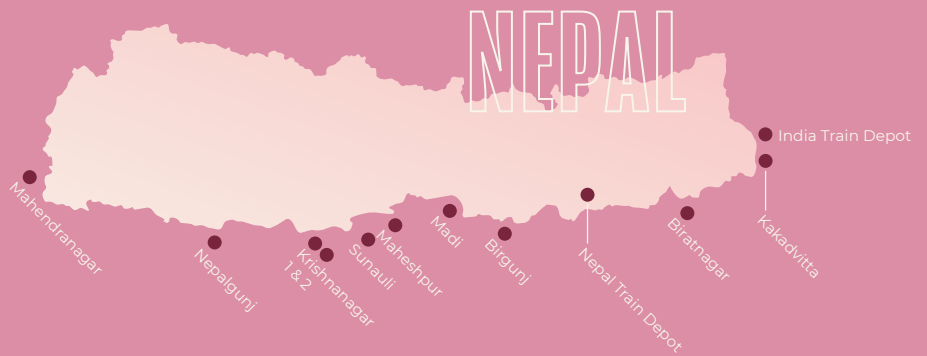 NEPAL
India Train Depot
Mahendranagar
Nepalgunj
Krishnanagar
1 & 2
Sunauli
Maheshpur
Madi
Birgunj
Nepal Train Depot
Biratnagar
Kakadvitta